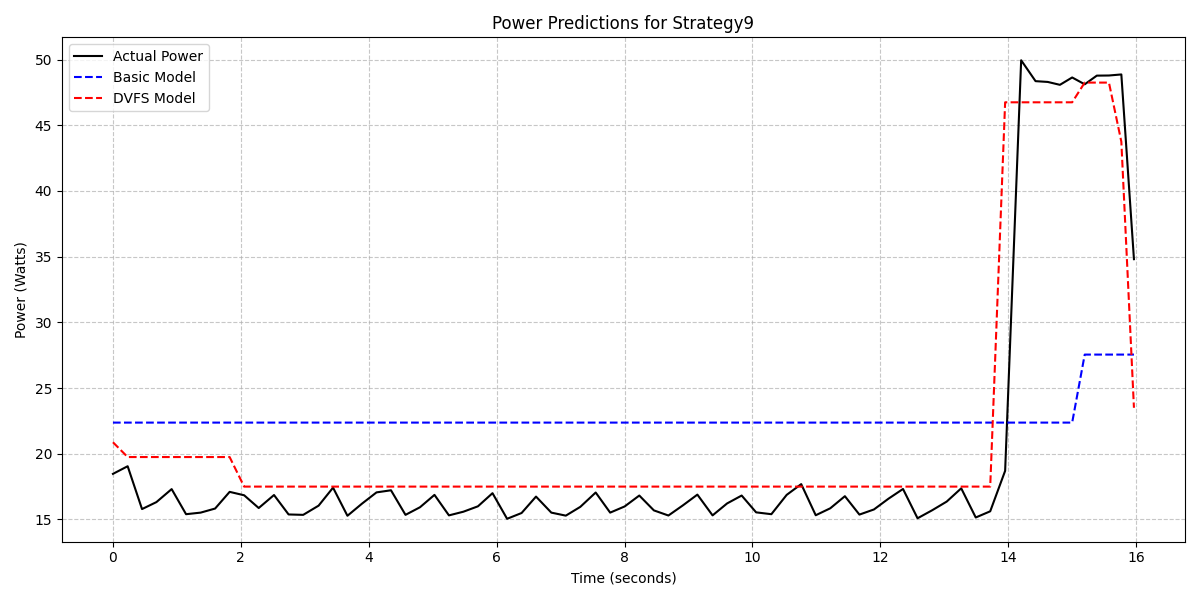 Power Predictions for Strategy9
Actual Power
Basic Model
DVFS Model
50
45
40
35
30
25
20
15
Power (Watts)
0 2 4 6 8 10 12 14 16
Time (seconds)